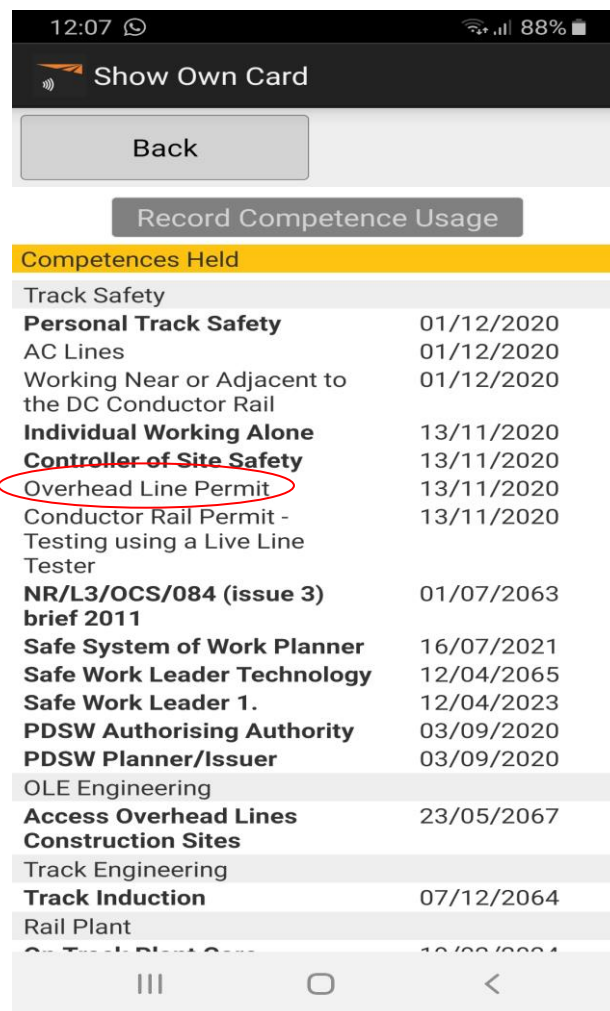 12:07 88%
Show Own Card
Back
Record Competence Usage
Competences Held
Track Safety
Personal Track Safety 01/12/2020
AC Lines 01/12/2020
Working Near or Adjacent to 01/12/2020
the DC Conductor Rail
Individual Working Alone 13/11/2020
Controller of Site Safety 13/11/2020
Overhead Line Permit 13/11/2020
Conductor Rail Permit - 13/11/2020
Testing using a Live Line
Tester
NR/L3/OCS/084 (issue 3) 01/07/2063
brief 2011
Safe System of Work Planner 16/07/2021
Safe Work Leader Technology 12/04/2065
Safe Work Leader 1. 12/04/2023
PDSW Authorising Authority 03/09/2020
PDSW Planner/Issuer 03/09/2020
OLE Engineering
Access Overhead Lines 23/05/2067
Construction Sites
Track Engineering
Track Induction 07/12/2064
Rail Plant